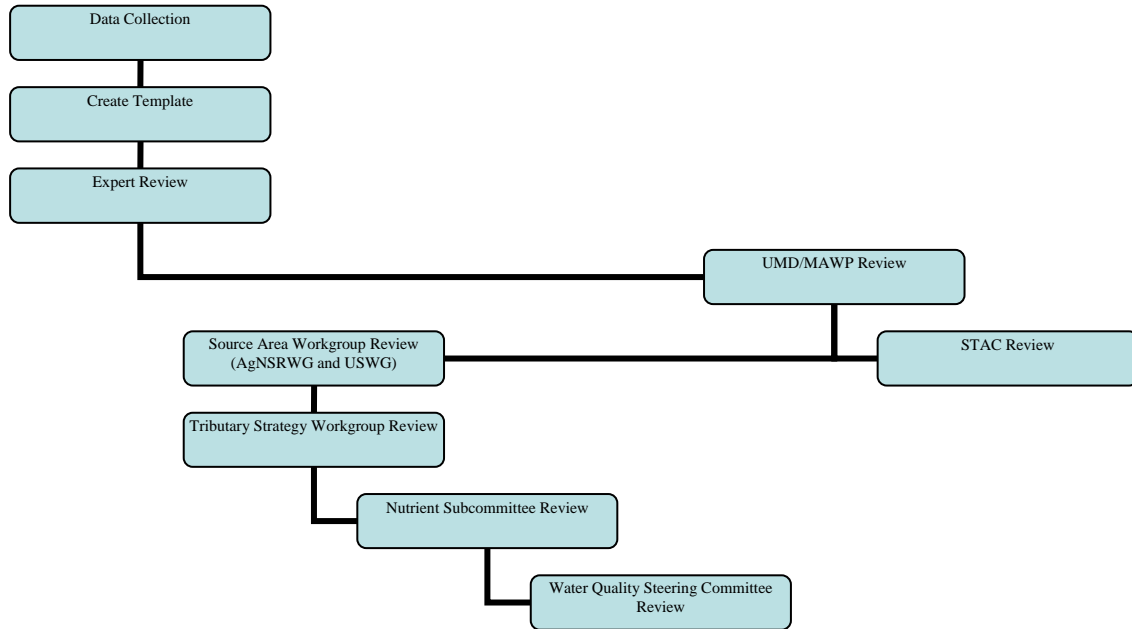 Data Collection
Create Template
Expert Review
UMD/MAWP Review
Source Area Workgroup Review
(AgNSRWG and USWG)
STAC Review
Tributary Strategy Workgroup Review
Nutrient Subcommittee Review
Water Quality Steering Committee
Review